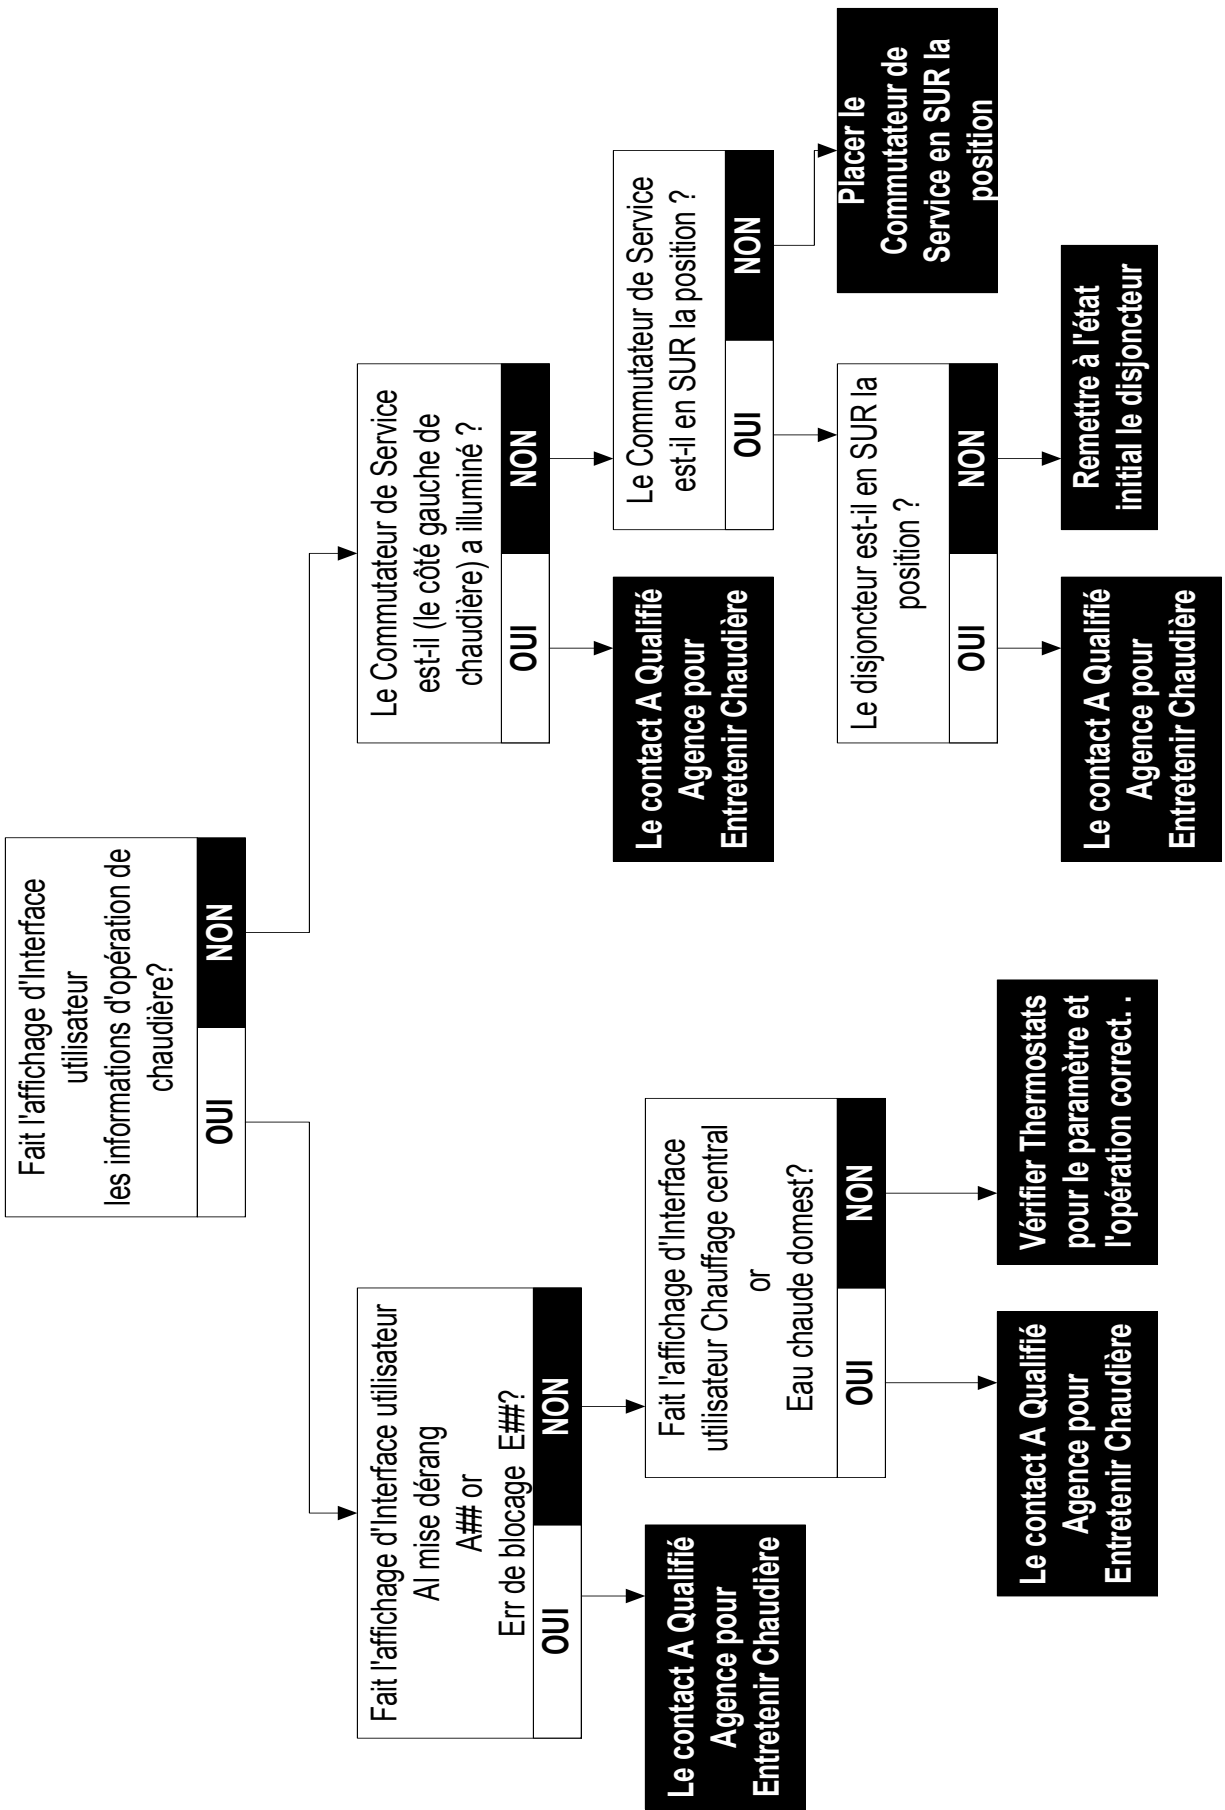 Fait l'affichage d'Interface
utilisateur
les informations d'opération de
chaudière?
OUI
NON
Fait l'affichage d'Interface utilisateur
Al mise dérang
A## or
Err de blocage E##?
OUI
NON
Le Commutateur de Service
est-il (le côté gauche de
chaudière) a illuminé ?
OUI
NON
Le contact A Qualifié
Agence pour
Entretenir Chaudière
Fait l'affichage d'Interface
utilisateur Chauffage central
or
Eau chaude domest?
OUI
NON
Le contact A Qualifié
Agence pour
Entretenir Chaudière
Le Commutateur de Service
est-il en SUR la position ?
OUI
NON
Le contact A Qualifié
Agence pour
Entretenir Chaudière
Vérifier Thermostats
pour le paramètre et
l'opération correct. .
Le disjoncteur est-il en SUR la
position ?
OUI
NON
Placer le
Commutateur de
Service en SUR la
position
Le contact A Qualifié
Agence pour
Entretenir Chaudière
Remettre à l'état
initial le disjoncteur